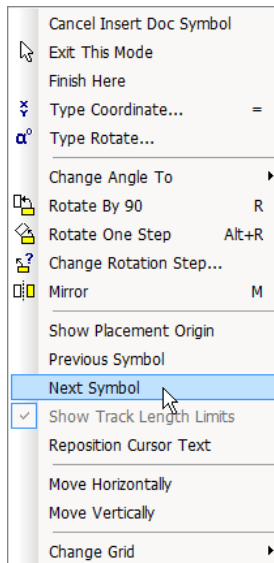 Cancel Insert Doc Symbol
Exit This Mode
Finish Here
X Y Type Coordinate... =
α° Type Rotate...
Change Angle To
Rotate By 90 R
Rotate One Step Alt+R
? Change Rotation Step...
Mirror M
Show Placement Origin
Previous Symbol
Next Symbol
Show Track Length Limits
Reposition Cursor Text
Move Horizontally
Move Vertically
Change Grid